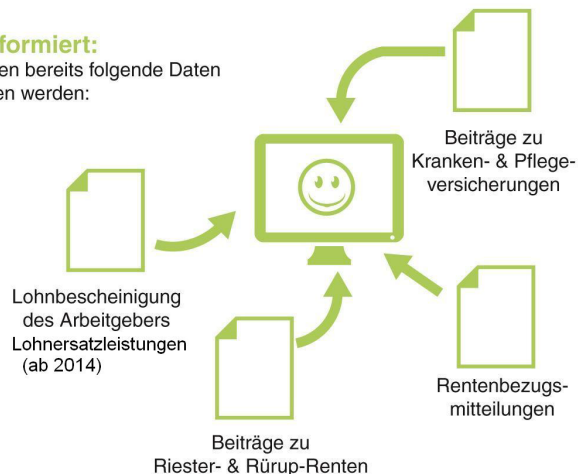 formiert:
en bereits folgende Daten
en werden:
Beiträge zu
Kranken- & Pflege-
versicherungen
Lohnbescheinigung
des Arbeitgebers
Lohnersatzleistungen
(ab 2014)
Rentenbezugs-
mitteilungen
Beiträge zu
Riester- & Rürup-Renten